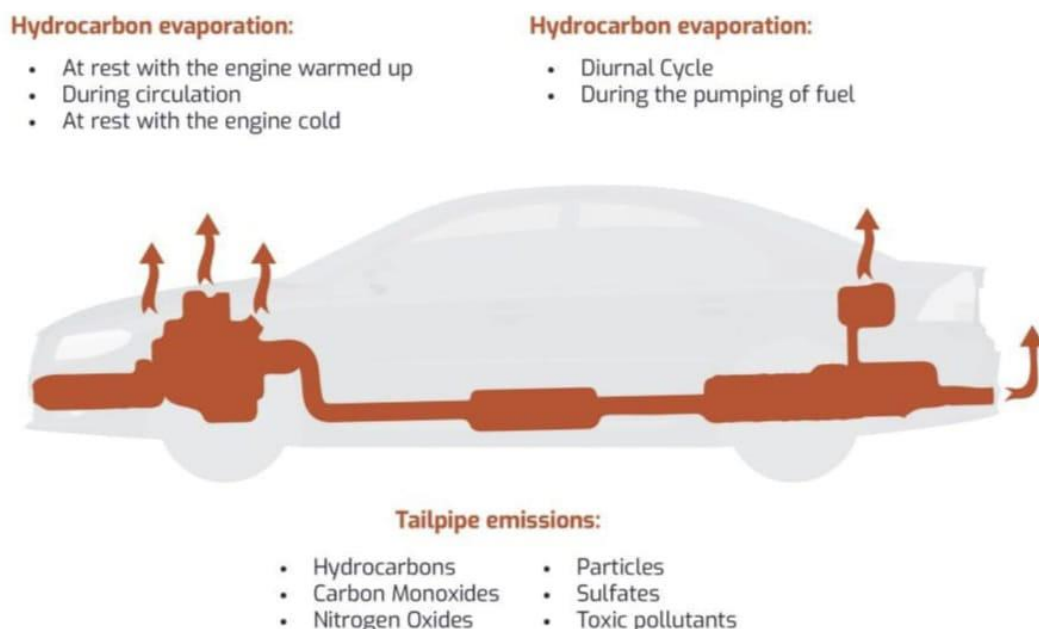 Hydrocarbon evaporation:
• At rest with the engine warmed up
• During circulation
• At rest with the engine cold
Hydrocarbon evaporation:
• Diurnal Cycle
• During the pumping of fuel
Tailpipe emissions:
• Hydrocarbons
• Carbon Monoxides
• Nitrogen Oxides
• Particles
• Sulfates
• Toxic pollutants